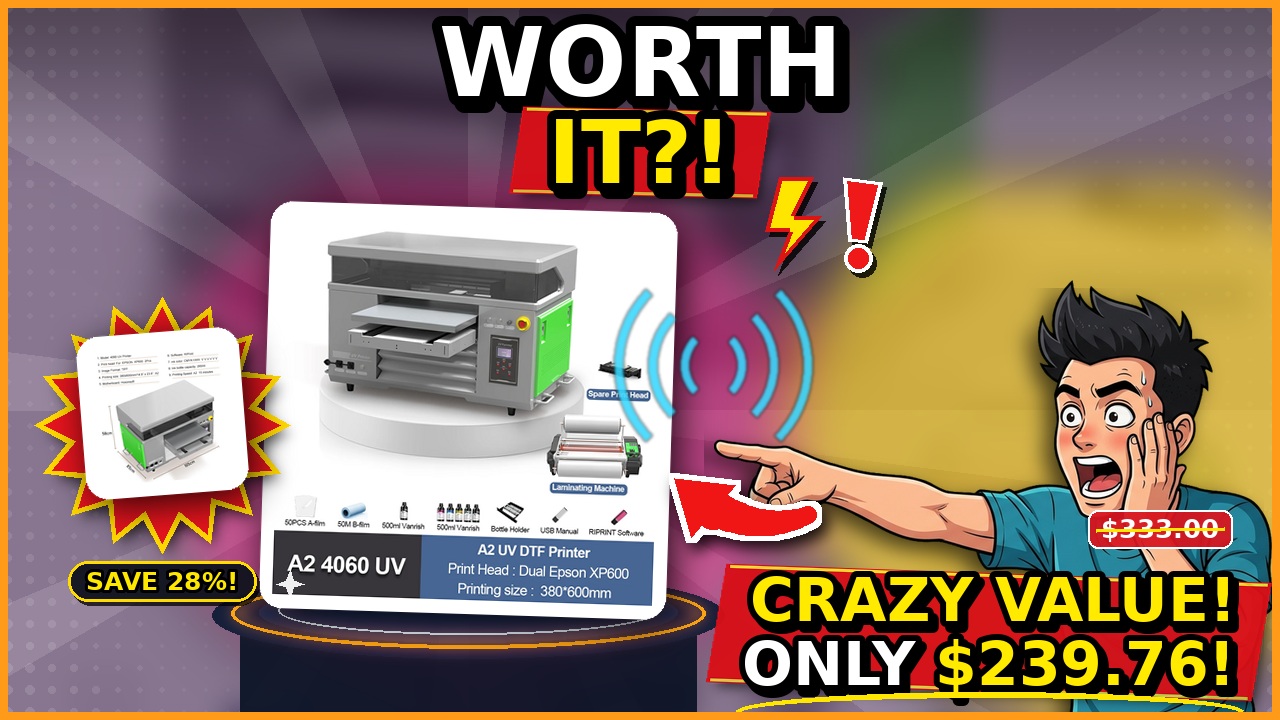 WORTH
IT?!
Spare Print Head
Laminating Machine
50PCS A-film
50M B-film
500ml Vanrish
500ml Vanrish
Bottle Holder
USB Manual
RIPRINT Software
A2 4060 UV
A2 UV DTF Printer
Print Head : Dual Epson XP600
Printing size : 380*600mm
SAVE 28%!
$333.00
CRAZY VALUE!
ONLY $239.76!